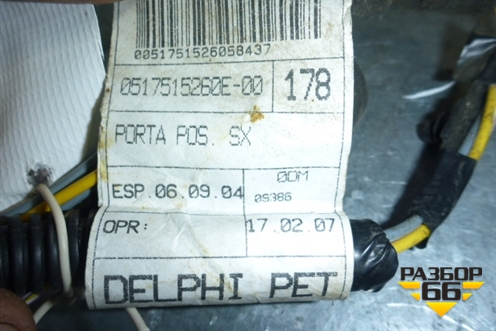 0051751526058437
0517515260E-00 178
PORTA POS. SX
ESP.06.09.04 ODM
09386
OPR: 17.02.07
DELPHI PET
РАЗБОР
66